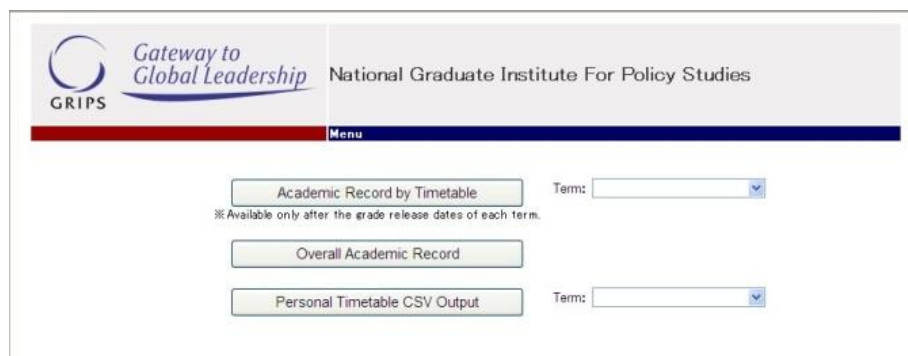 Gateway to
Global Leadership
GRIPS
National Graduate Institute For Policy Studies
Menu
Academic Record by Timetable
Term:
※Available only after the grade release dates of each term.
Overall Academic Record
Personal Timetable CSV Output
Term: